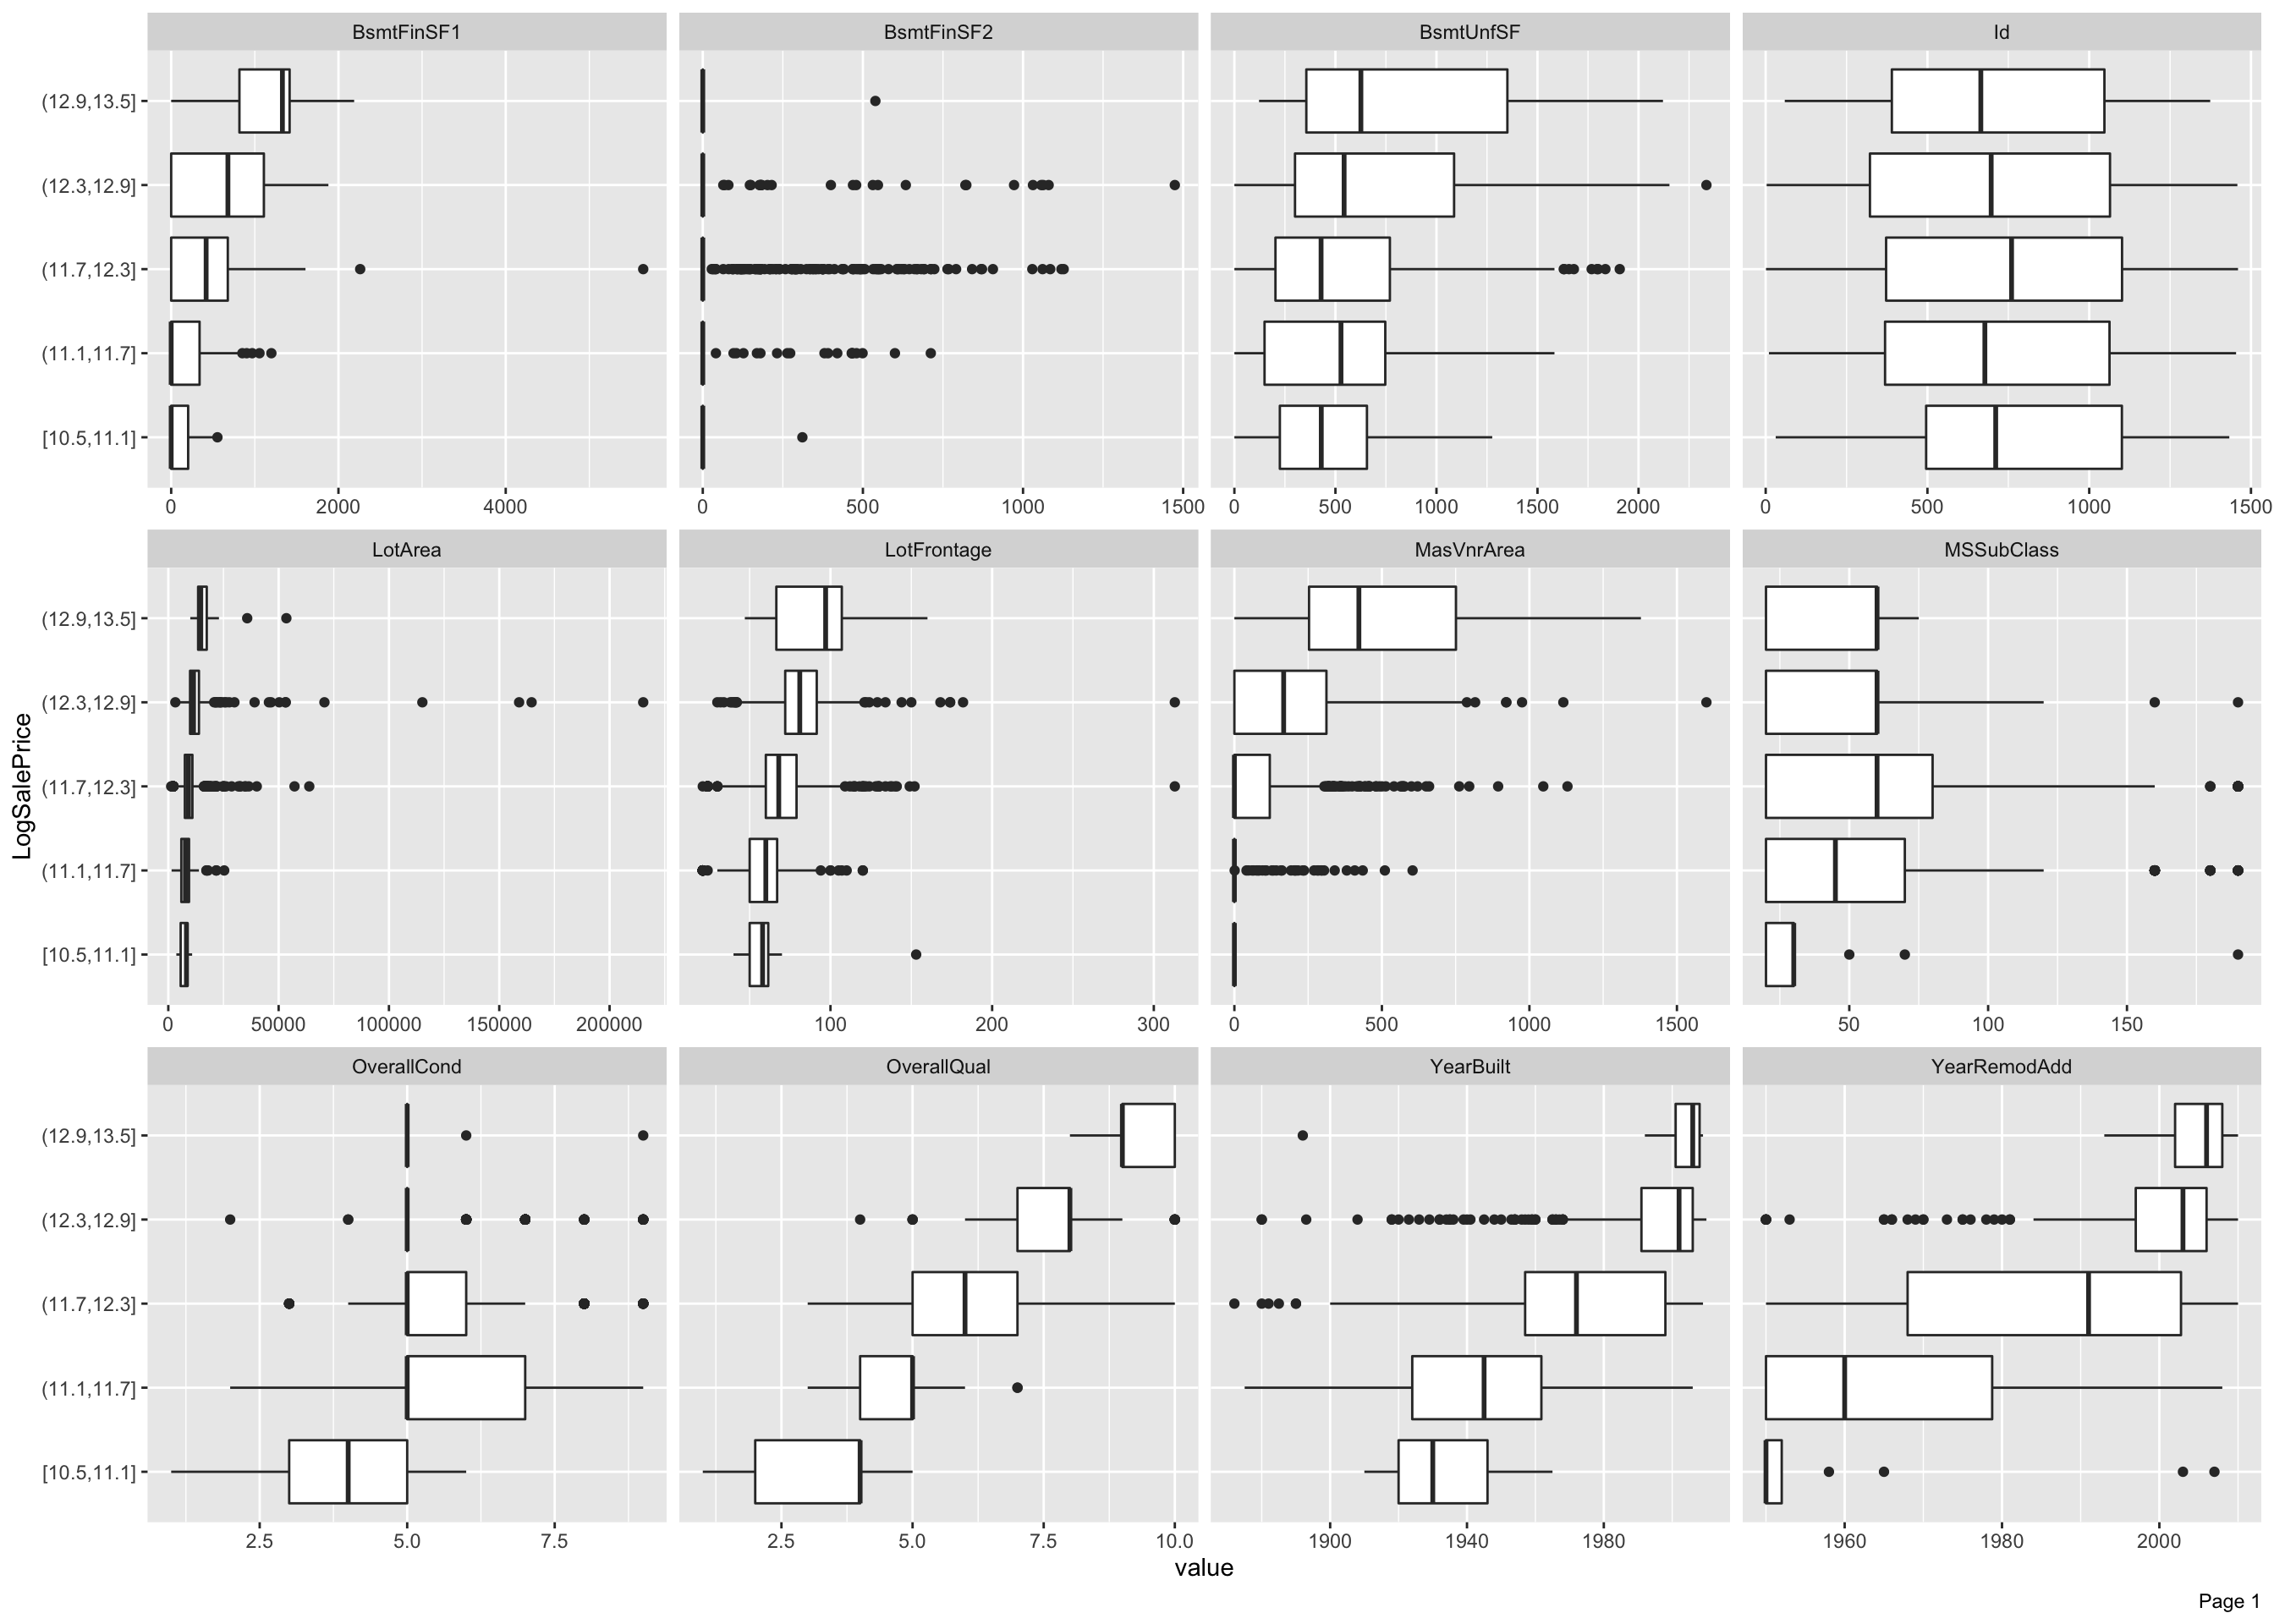 BsmtFinSF1 BsmtFinSF2 BsmtUnfSF Id
(12.9,13.5]
(12.3,12.9]
(11.7,12.3]
(11.1,11.7]
[10.5,11.1]
0 2000 4000 0 500 1000 1500 0 500 1000 1500 2000 0 500 1000 1500
LotArea LotFrontage MasVnrArea MSSubClass
(12.9,13.5]
(12.3,12.9]
(11.7,12.3]
(11.1,11.7]
[10.5,11.1]
0 50000 100000 150000 200000 100 200 300 0 500 1000 1500 50 100 150
OverallCond OverallQual YearBuilt YearRemodAdd
(12.9,13.5]
(12.3,12.9]
(11.7,12.3]
(11.1,11.7]
[10.5,11.1]
2.5 5.0 7.5 2.5 5.0 7.5 10.0 1900 1940 1980 1960 1980 2000
LogSalePrice
value
Page 1